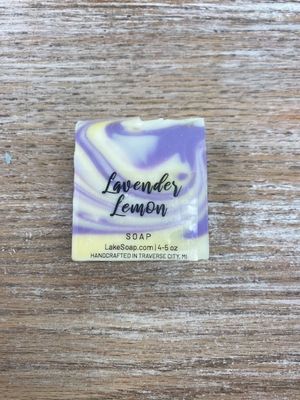 Lavender
Lemon
SOAP
LakeSoap.com | 4-5 oz
HANDCRAFTED IN TRAVERSE CITY, MI